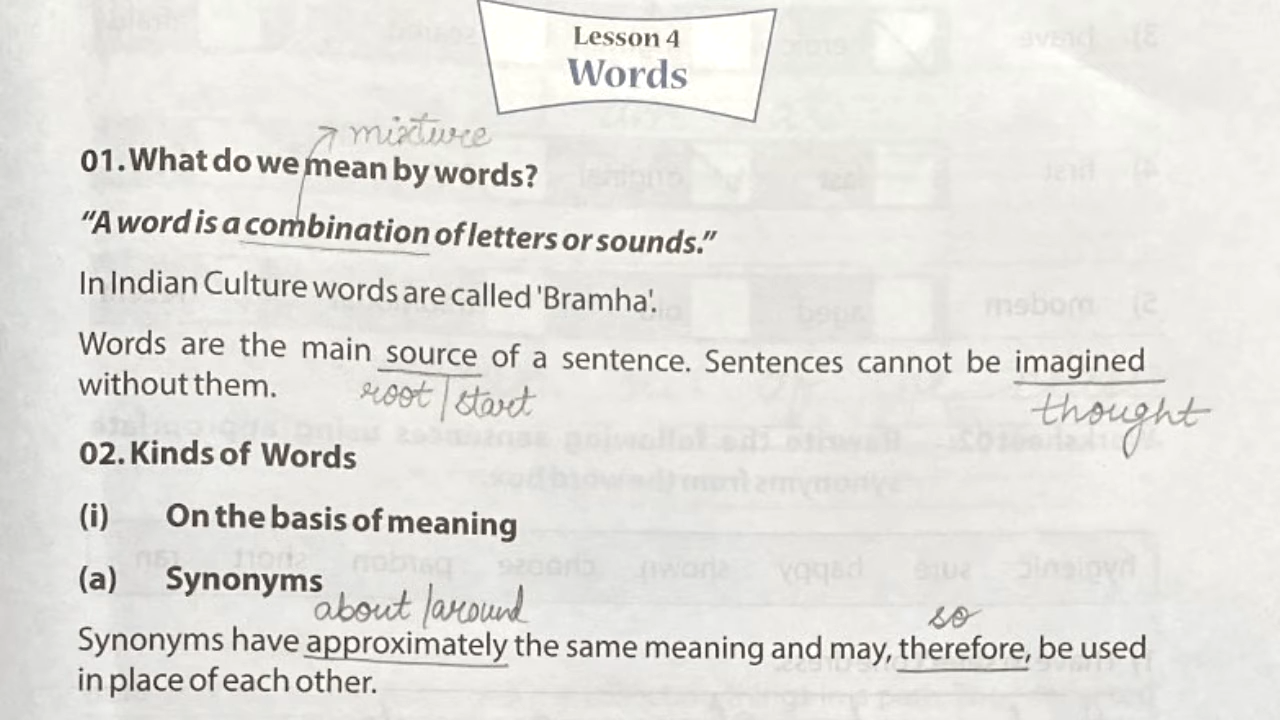 Lesson 4
Words
mixture
01. What do we mean by words?
"A word is a combination of letters or sounds."
In Indian Culture words are called 'Bramha'.
Words are the main source of a sentence. Sentences cannot be imagined
without them.
root | start
thought
02. Kinds of Words
(i) On the basis of meaning
(a) Synonyms
about /around
so
Synonyms have approximately the same meaning and may, therefore, be used
in place of each other.